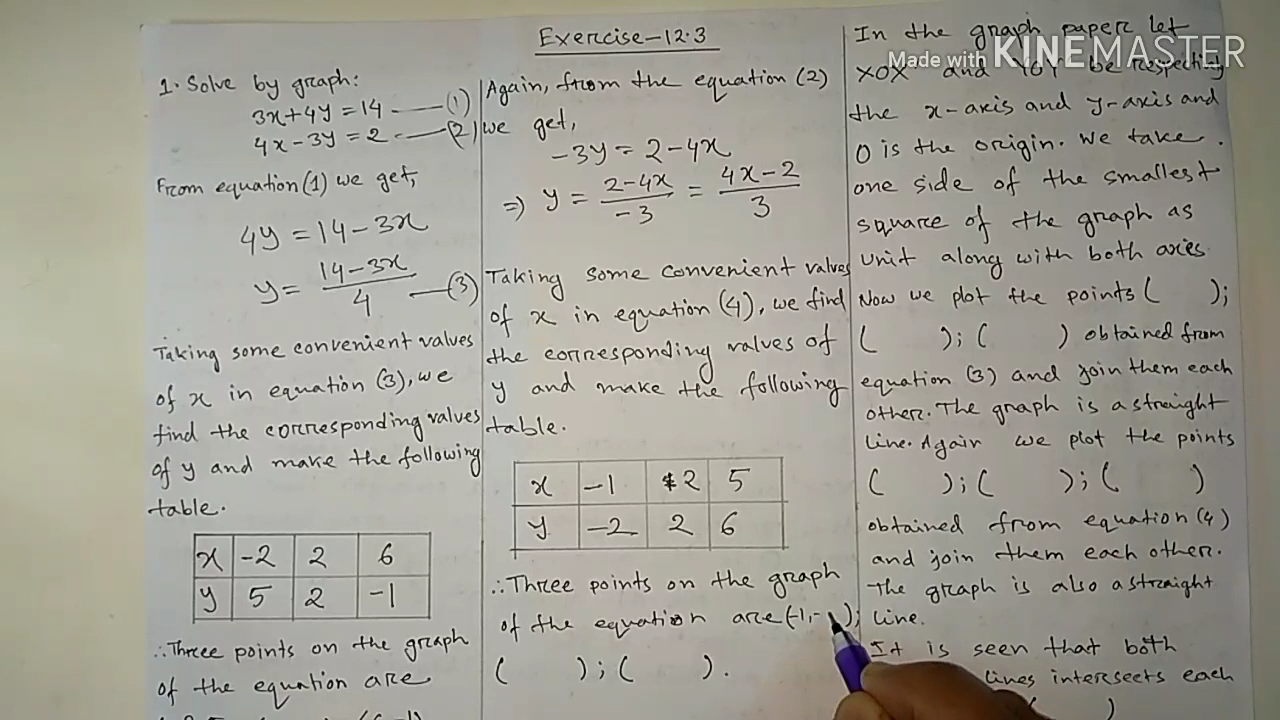 Exercise-12.3
1. Solve by graph:
3x+4y=14 —(1)
4x-3y=2 —(2)
From equation(1) we get,
4y=14-3x
y= 14-3x / 4 —(3)
Taking some convenient values
of x in equation (3), we
find the corresponding values
of y and make the following
table.
x -2 2 6
y 5 2 -1
∴Three points on the graph
of the equation are
Again, from the equation (2)
we get,
-3y=2-4x
⇒ y = 2-4x / -3 = 4x-2 / 3
Taking some convenient values
of x in equation (4), we find
the corresponding values of
y and make the following
table.
x -1 2 5
y -2 2 6
∴Three points on the graph
of the equation are (-1,- );
( ); ( ).
In the graph paper let
XOX' and YOY' be respecting
the x-axis and y-axis and
O is the origin. We take
one side of the smallest
square of the graph as
unit along with both axies.
Now we plot the points ( );
( ); ( ) obtained from
equation (3) and join them each
other. The graph is a straight
line. Again we plot the points
( ); ( ); ( )
obtained from equation (4)
and join them each other.
The graph is also a straight
line.
It is seen that both
lines intersects each
Made with KINEMASTER